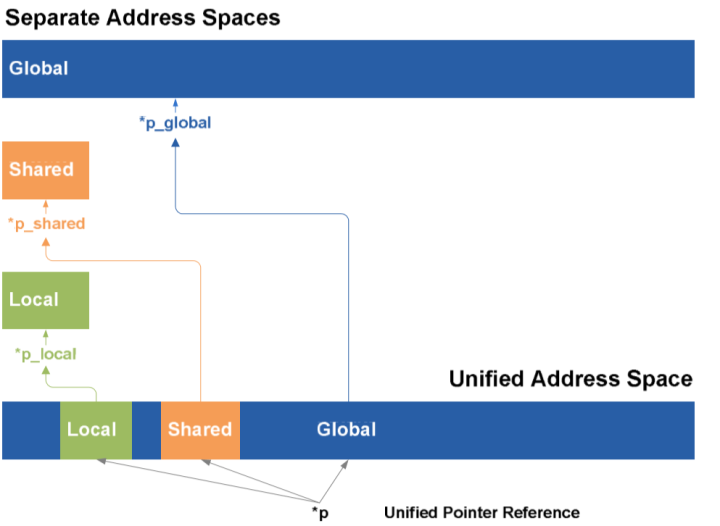 Separate Address Spaces
Global
*p_global
Shared
*p_shared
Local
*p_local
Unified Address Space
Local Shared Global
*p Unified Pointer Reference